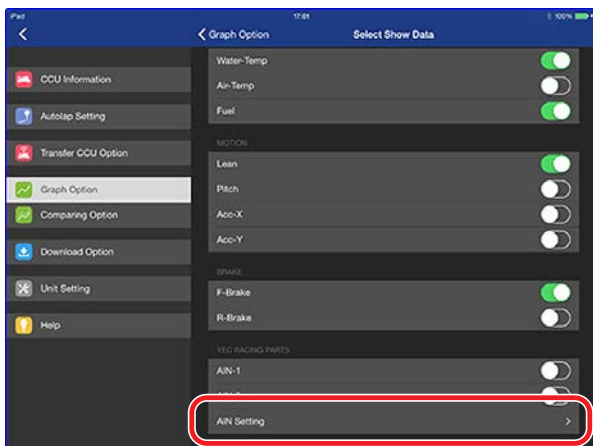 iPad 17:01 100%
Graph Option Select Show Data
CCU Information
Autolap Setting
Transfer CCU Option
Graph Option
Comparing Option
Download Option
Unit Setting
Help
Water-Temp
Air-Temp
Fuel
MOTION
Lean
Pitch
Acc-X
Acc-Y
BRAKE
F-Brake
R-Brake
YEC RACING PARTS
AIN-1
AIN Setting